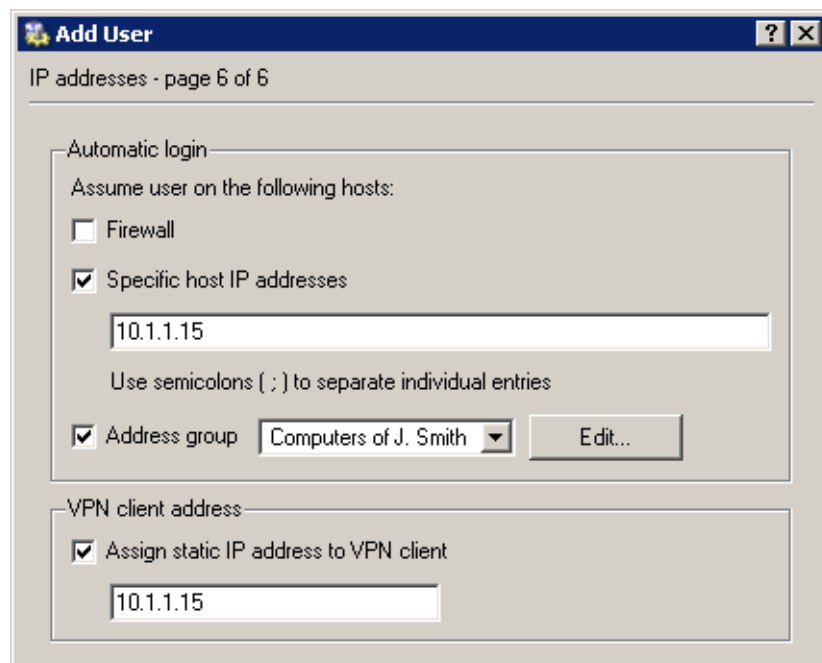 Add User
IP addresses - page 6 of 6
Automatic login
Assume user on the following hosts:
Firewall
Specific host IP addresses
10.1.1.15
Use semicolons ( ; ) to separate individual entries
Address group Computers of J. Smith Edit...
VPN client address
Assign static IP address to VPN client
10.1.1.15